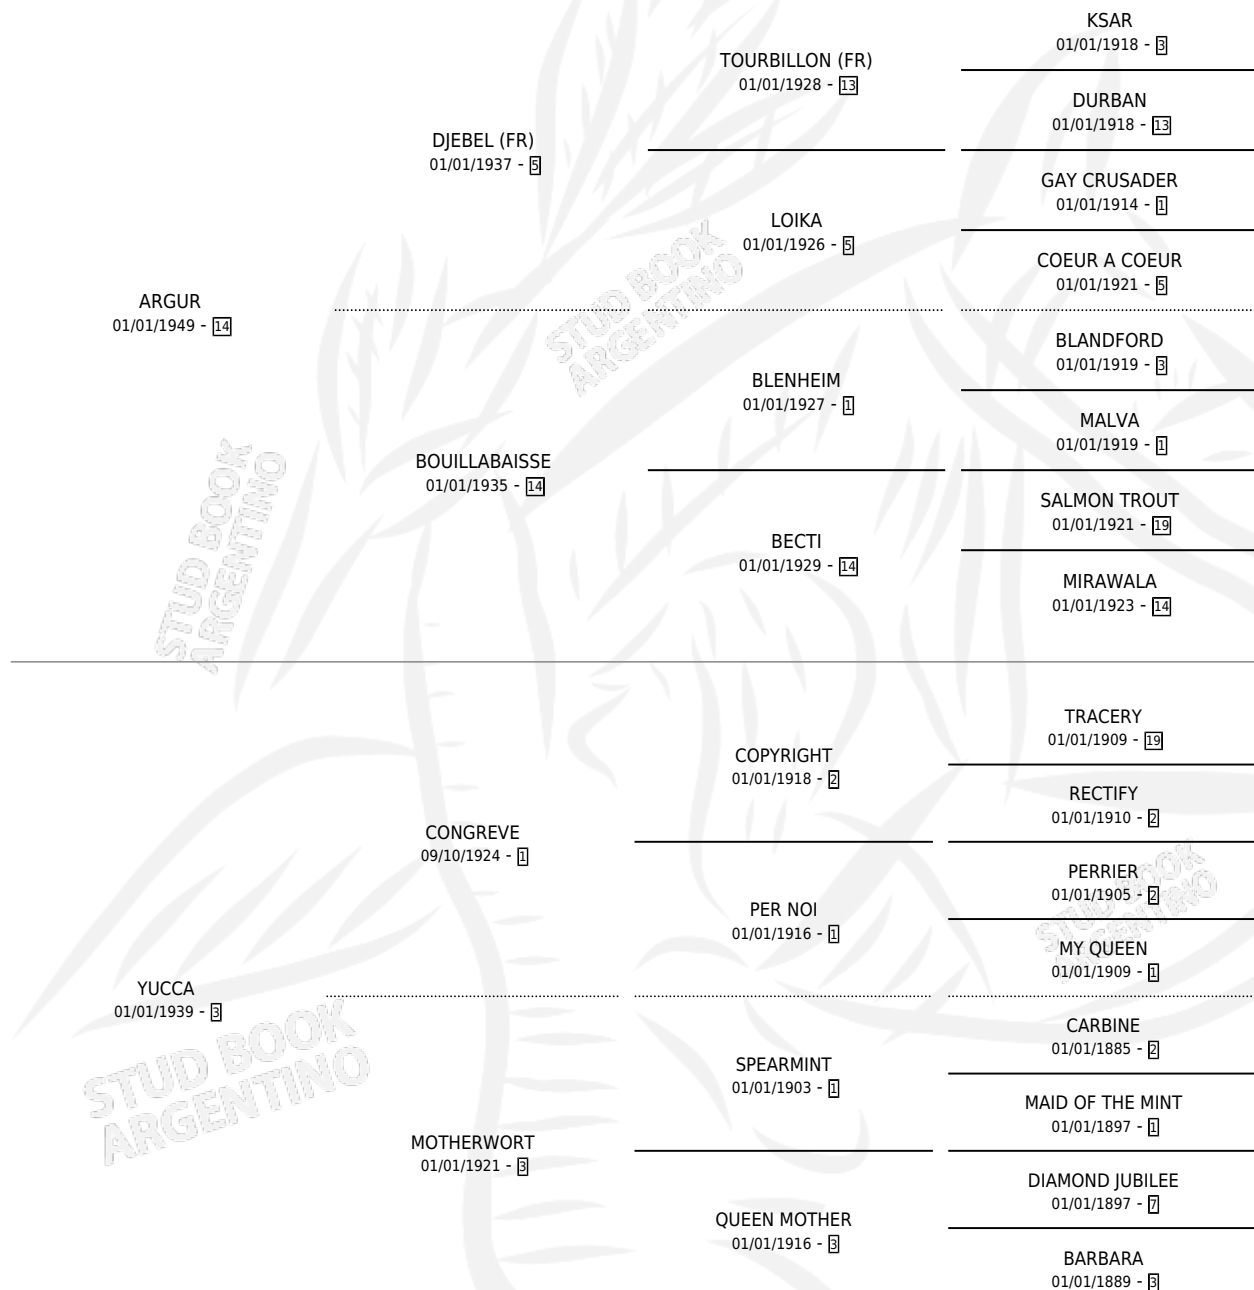 KSAR
01/01/1918 - 3
TOURBILLON (FR)
01/01/1928 - 13
DURBAN
01/01/1918 - 13
DJEBEL (FR)
01/01/1937 - 5
GAY CRUSADER
01/01/1914 - 1
LOIKA
01/01/1926 - 5
COEUR A COEUR
01/01/1921 - 5
ARGUR
01/01/1949 - 14
BLANDFORD
01/01/1919 - 3
BLENHEIM
01/01/1927 - 1
MALVA
01/01/1919 - 1
BOUILLABAISSE
01/01/1935 - 14
SALMON TROUT
01/01/1921 - 19
BECTI
01/01/1929 - 14
MIRAWALA
01/01/1923 - 14
TRACERY
01/01/1909 - 19
COPYRIGHT
01/01/1918 - 2
RECTIFY
01/01/1910 - 2
CONGREVE
09/10/1924 - 1
PERRIER
01/01/1905 - 2
PER NOI
01/01/1916 - 1
MY QUEEN
01/01/1909 - 1
YUCCA
01/01/1939 - 3
CARBINE
01/01/1885 - 2
SPEARMINT
01/01/1903 - 1
MAID OF THE MINT
01/01/1897 - 1
MOTHERWORT
01/01/1921 - 3
DIAMOND JUBILEE
01/01/1897 - 7
QUEEN MOTHER
01/01/1916 - 3
BARBARA
01/01/1889 - 3
STUD BOOK
ARGENTINO
STUD BOOK
ARGENTINO
STUD BOOK
ARGENTINO
STUD BOOK
ARGENTINO